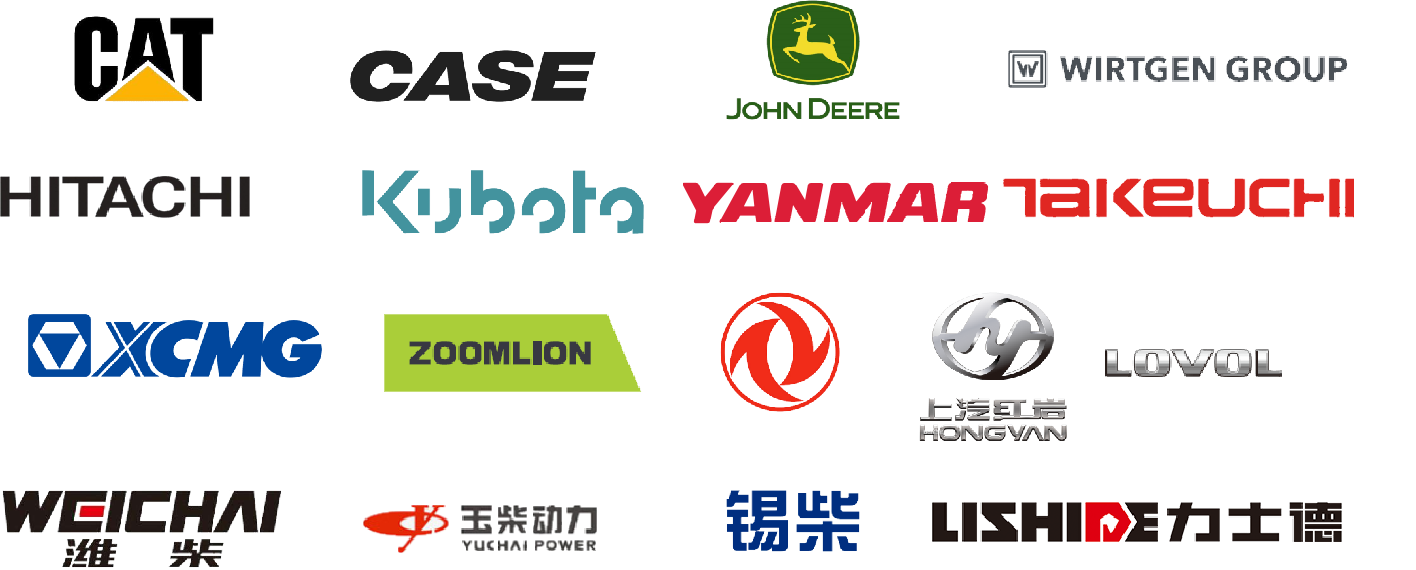 CAT
CASE
JOHN DEERE
W WIRTGEN GROUP
HITACHI
Kubota
YANMAR
TAKEUCHI
XCMG
ZOOMLION
hy
上汽红岩
HONGYAN
LOVOL
WEICHAI
潍柴
玉柴动力
YUCHAI POWER
锡柴
LISHIDE力士德